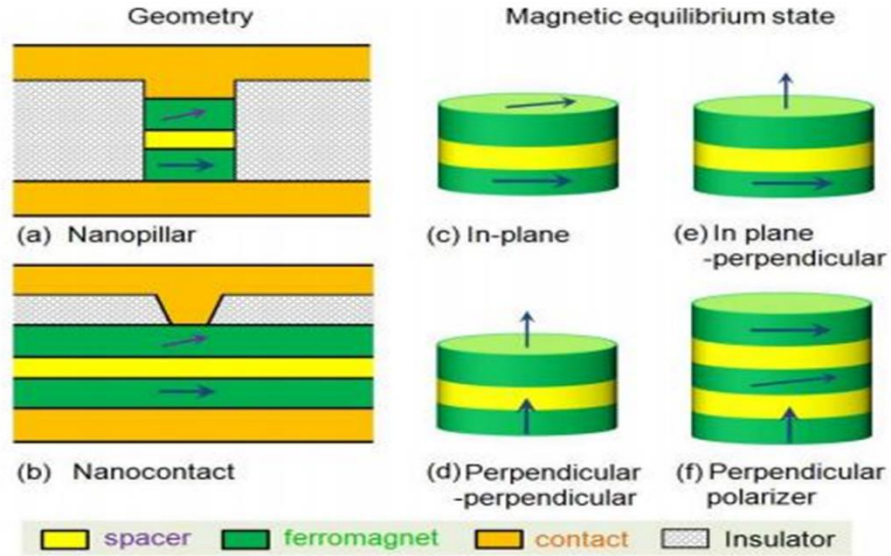 Geometry
Magnetic equilibrium state
(a) Nanopillar
(c) In-plane
(e) In plane
-perpendicular
(b) Nanocontact
(d) Perpendicular
-perpendicular
(f) Perpendicular
polarizer
spacer
ferromagnet
contact
Insulator